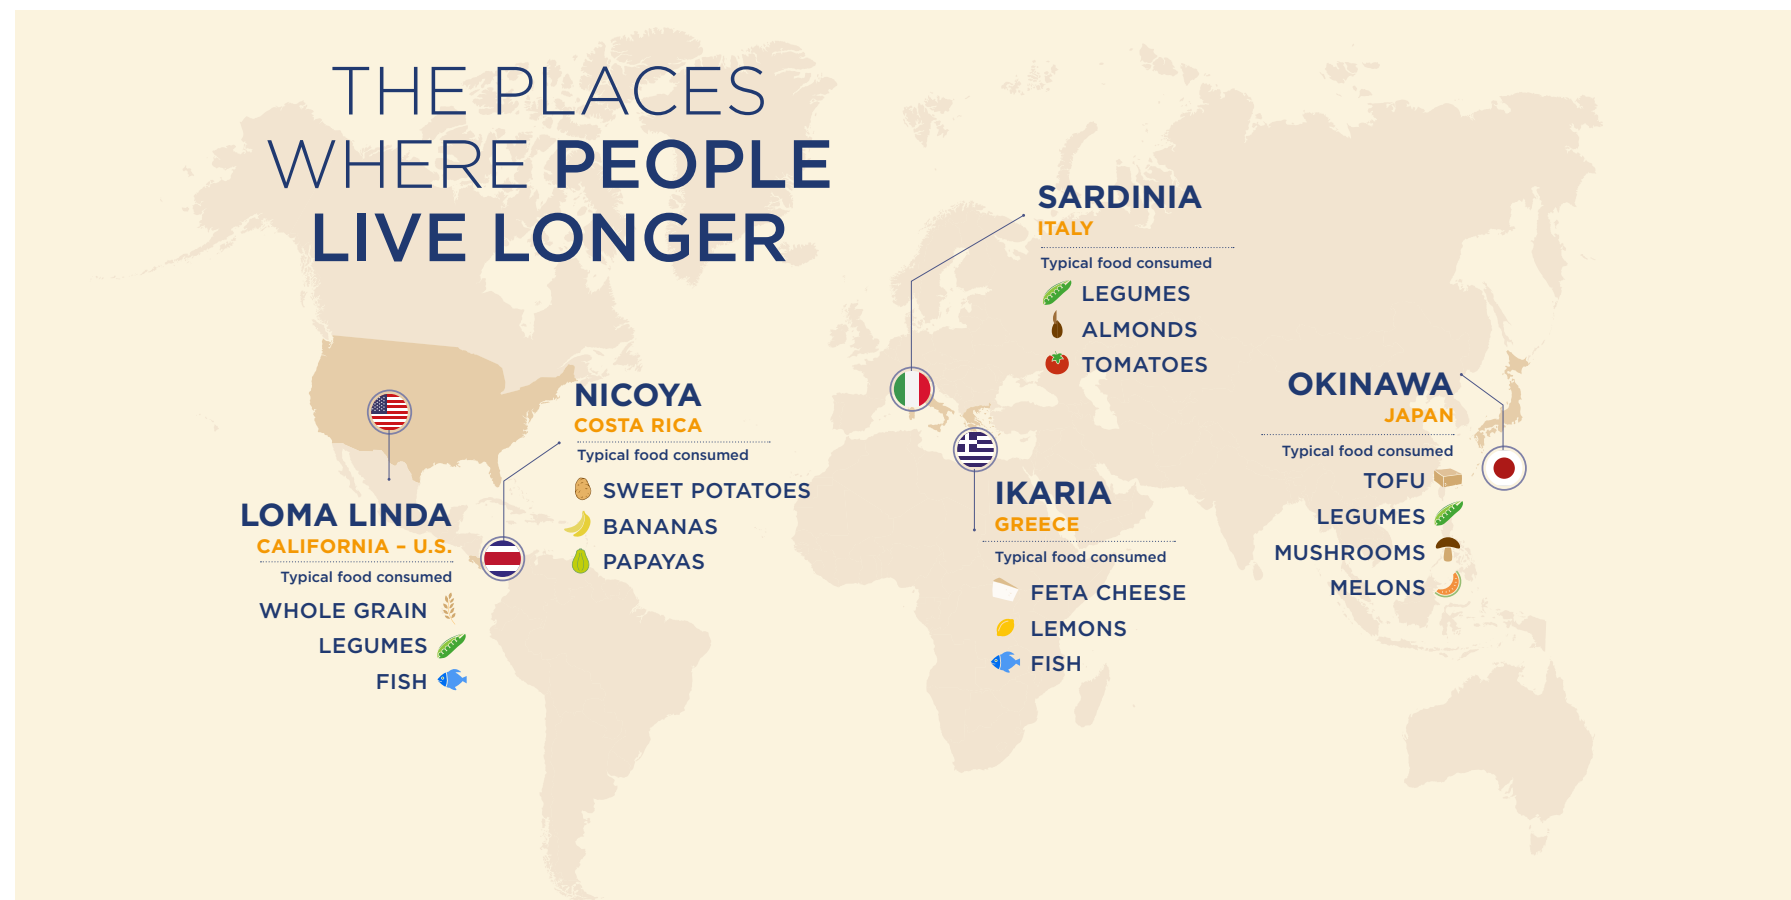 THE PLACES
WHERE PEOPLE
LIVE LONGER
SARDINIA
ITALY
Typical food consumed
LEGUMES
ALMONDS
TOMATOES
NICOYA
COSTA RICA
Typical food consumed
SWEET POTATOES
BANANAS
PAPAYAS
OKINAWA
JAPAN
Typical food consumed
TOFU
LEGUMES
MUSHROOMS
MELONS
LOMA LINDA
CALIFORNIA – U.S.
Typical food consumed
WHOLE GRAIN
LEGUMES
FISH
IKARIA
GREECE
Typical food consumed
FETA CHEESE
LEMONS
FISH